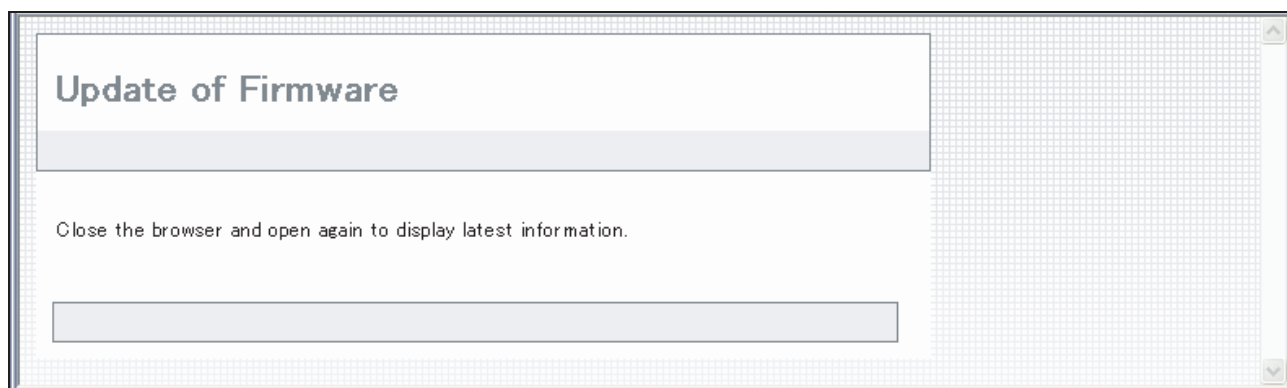 Update of Firmware
Close the browser and open again to display latest information.